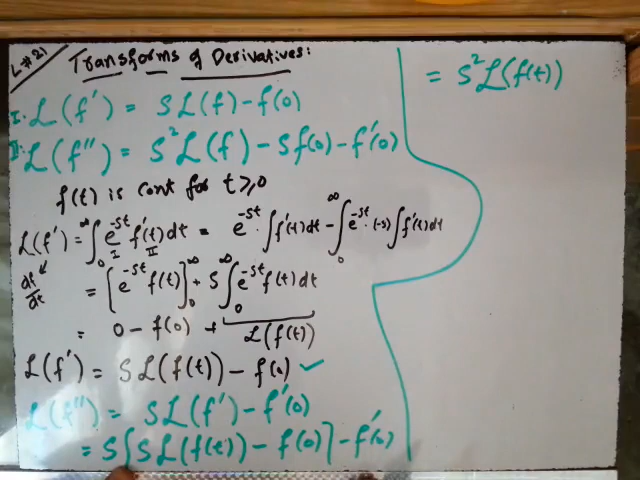 L#21
Transforms of Derivatives:
I. ℒ(f') = Sℒ(f) - f(0)
II. ℒ(f'') = S²ℒ(f) - Sf(0) - f'(0)
f(t) is cont for t ≥ 0
ℒ(f') = ∫₀^∞ e^{-st} f'(t) dt = e^{-st} · ∫f'(t)dt - ∫₀^∞ e^{-st} · (-s) ∫f'(t)dt
I II
df/dt
= [e^{-st} f(t)]₀^∞ + S ∫₀^∞ e^{-st} f(t) dt
= 0 - f(0) + ℒ(f(t))
ℒ(f') = Sℒ(f(t)) - f(0) ✓
ℒ(f'') = Sℒ(f') - f'(0)
= S[Sℒ(f(t)) - f(0)] - f'(0)
= S²ℒ(f(t))